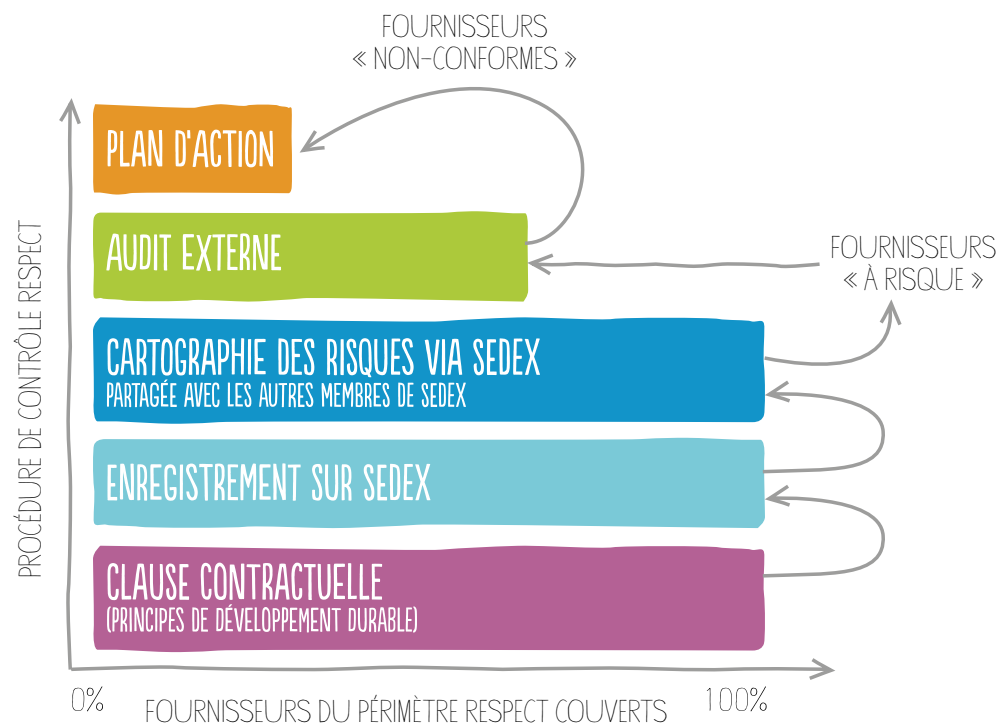 FOURNISSEURS
« NON-CONFORMES »
PLAN D'ACTION
AUDIT EXTERNE
FOURNISSEURS
« À RISQUE »
CARTOGRAPHIE DES RISQUES VIA SEDEX
PARTAGÉE AVEC LES AUTRES MEMBRES DE SEDEX
ENREGISTREMENT SUR SEDEX
CLAUSE CONTRACTUELLE
(PRINCIPES DE DÉVELOPPEMENT DURABLE)
PROCÉDURE DE CONTRÔLE RESPECT
0%
100%
FOURNISSEURS DU PÉRIMÈTRE RESPECT COUVERTS